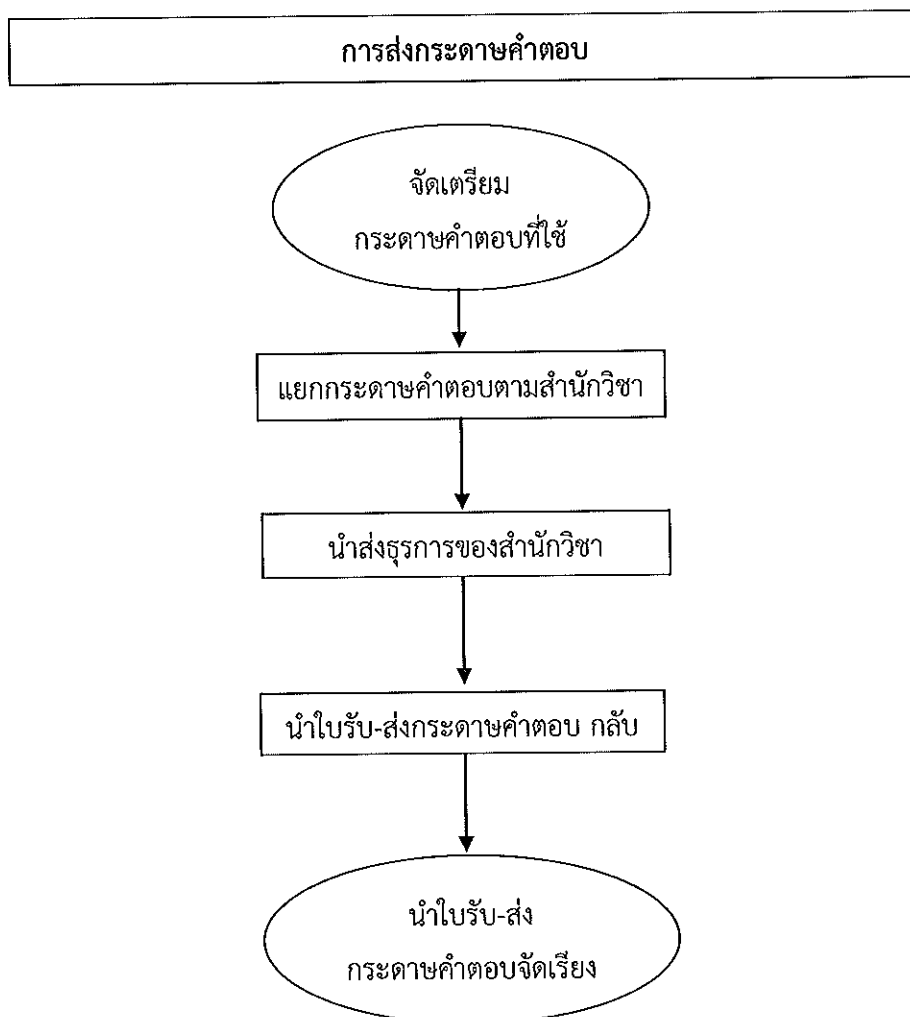 การส่งกระดาษคำตอบ
จัดเตรียม
กระดาษคำตอบที่ใช้
แยกกระดาษคำตอบตามสำนักวิชา
นำส่งธุรการของสำนักวิชา
นำใบรับ-ส่งกระดาษคำตอบ กลับ
นำใบรับ-ส่ง
กระดาษคำตอบจัดเรียง